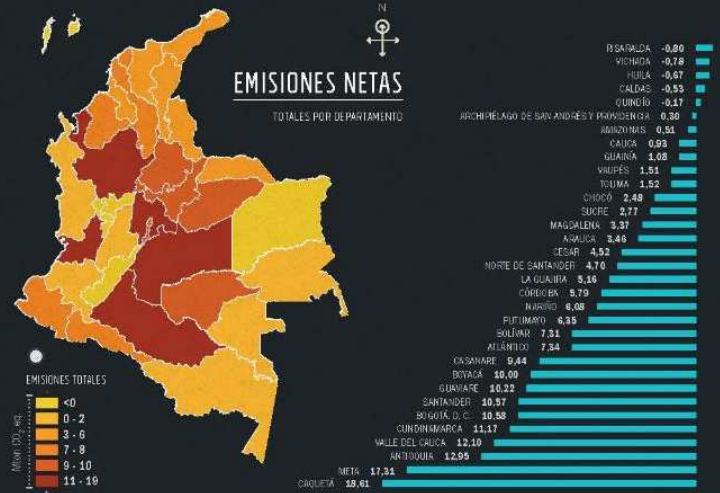 N
EMISIONES NETAS
TOTALES POR DEPARTAMENTO
RISARALDA -0,80
VICHADA -0,78
HUILA -0,67
CALDAS -0,53
QUINDÍO -0,17
ARCHIPIÉLAGO DE SAN ANDRÉS Y PROVIDENCIA 0,30
AMAZONAS 0,51
CAUCA 0,93
GUAINÍA 1,08
VAUPÉS 1,51
TOLIMA 1,52
CHOCÓ 2,48
SUCRE 2,77
MAGDALENA 3,37
ARAUCA 3,46
CESAR 4,52
NORTE DE SANTANDER 4,70
LA GUAJIRA 5,16
CÓRDOBA 5,79
NARIÑO 6,08
PUTUMAYO 6,35
BOLÍVAR 7,31
ATLÁNTICO 7,34
CASANARE 9,44
BOYACÁ 10,00
GUAVIARE 10,22
SANTANDER 10,57
BOGOTÁ, D. C. 10,58
CUNDINAMARCA 11,17
VALLE DEL CAUCA 12,10
ANTIOQUIA 12,95
META 17,31
CAQUETÁ 18,61
EMISIONES TOTALES
Mton CO₂ eq.
<0
0 - 2
3 - 6
7 - 8
9 - 10
11 - 19